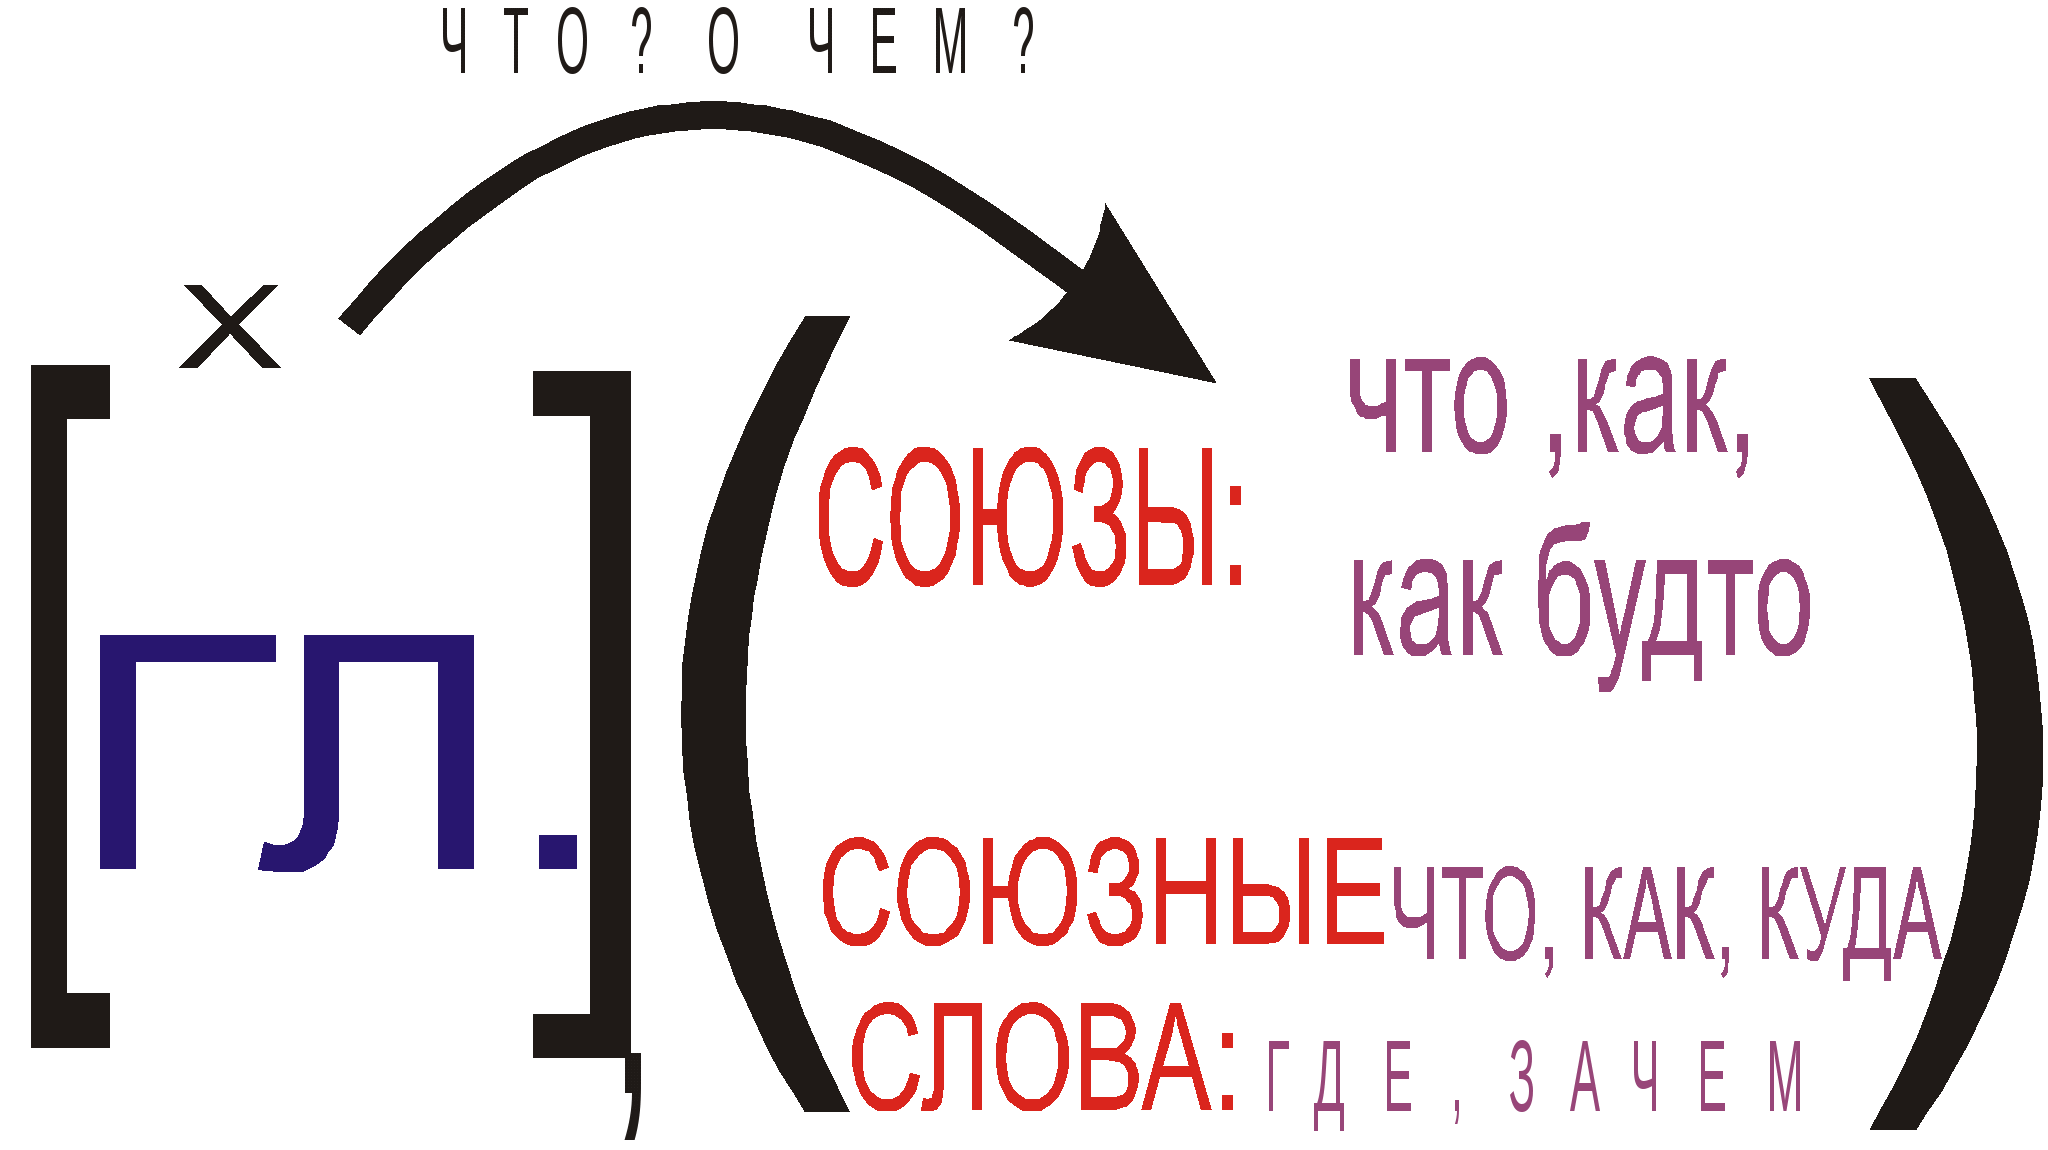 ЧТО? О ЧЕМ?
х
[гл.],
(СОЮЗЫ: что ,как,
как будто
СОЮЗНЫЕ ЧТО, КАК, КУДА
СЛОВА: ГДЕ, ЗАЧЕМ)